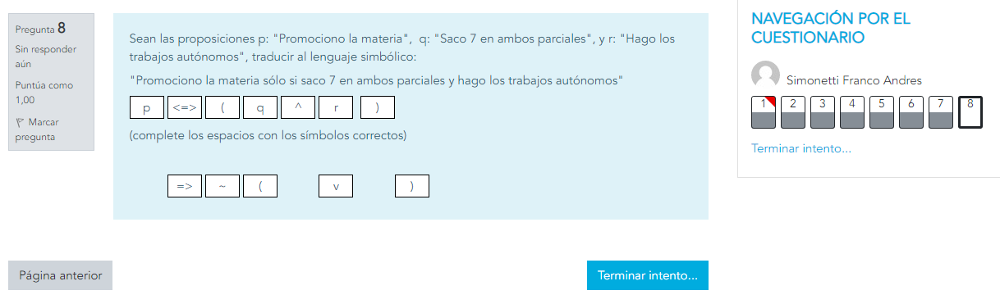 Pregunta 8
Sin responder
aún
Puntúa como
1,00
Marcar
pregunta
Sean las proposiciones p: "Promociono la materia", q: "Saco 7 en ambos parciales", y r: "Hago los
trabajos autónomos", traducir al lenguaje simbólico:
"Promociono la materia sólo si saco 7 en ambos parciales y hago los trabajos autónomos"
p <=> ( q ^ r )
(complete los espacios con los símbolos correctos)
=> ~ ( v )
Página anterior
Terminar intento...
NAVEGACIÓN POR EL
CUESTIONARIO
Simonetti Franco Andres
1 2 3 4 5 6 7 8
Terminar intento...